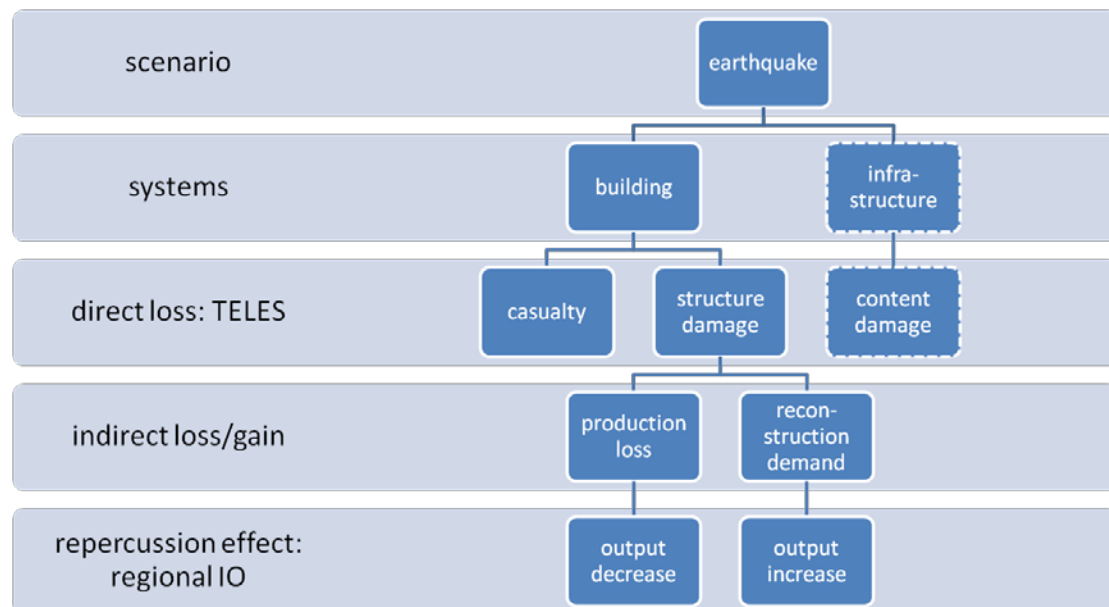 scenario
earthquake
systems
building
infra-
structure
direct loss: TELES
casualty
structure
damage
content
damage
indirect loss/gain
production
loss
recon-
struction
demand
repercussion effect:
regional IO
output
decrease
output
increase